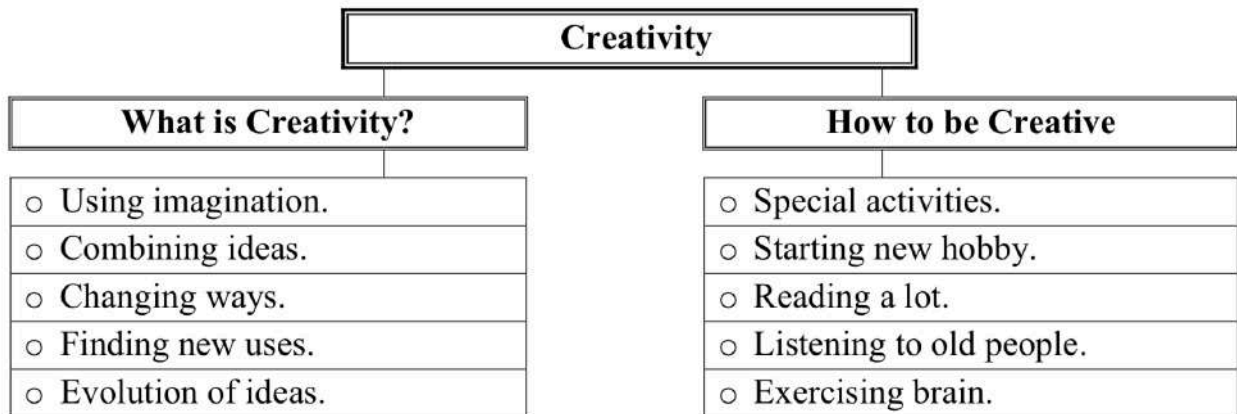 Creativity
What is Creativity?
○ Using imagination.
○ Combining ideas.
○ Changing ways.
○ Finding new uses.
○ Evolution of ideas.
How to be Creative
○ Special activities.
○ Starting new hobby.
○ Reading a lot.
○ Listening to old people.
○ Exercising brain.